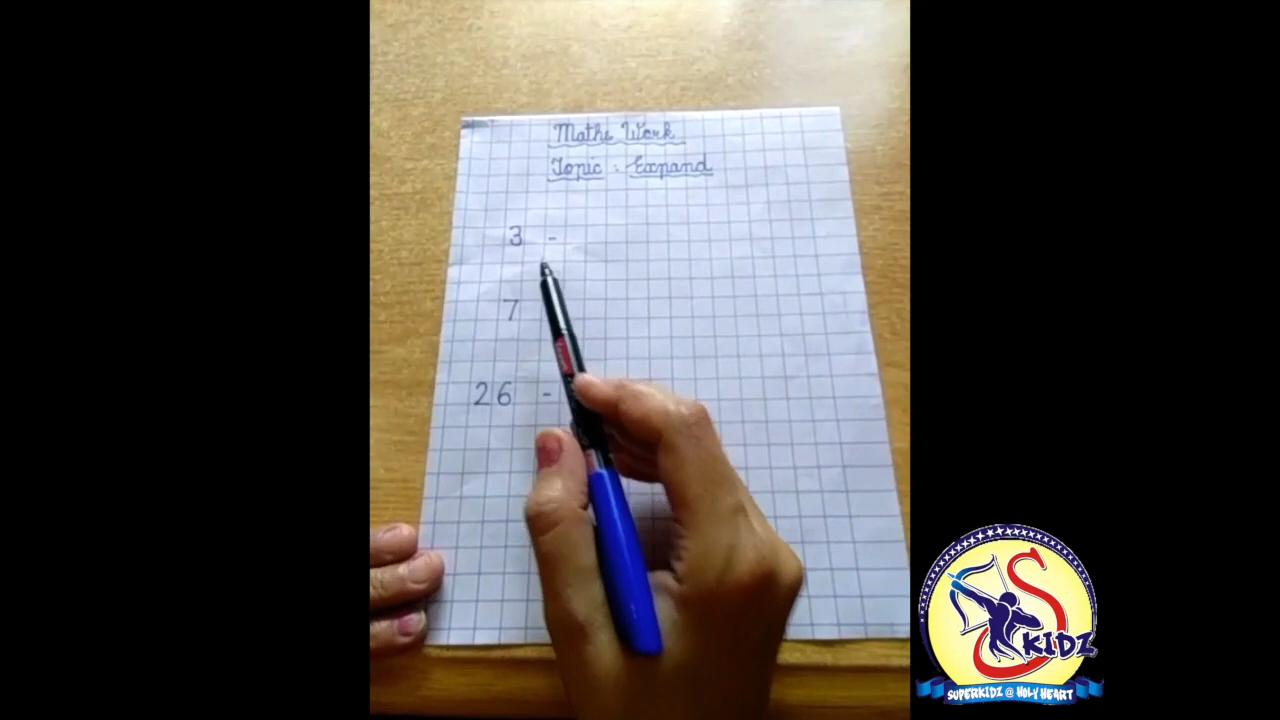 Maths Work
Topic : Expand
3 -
7
26 -
S
KIDZ
SUPERKIDZ @ HOLY HEART